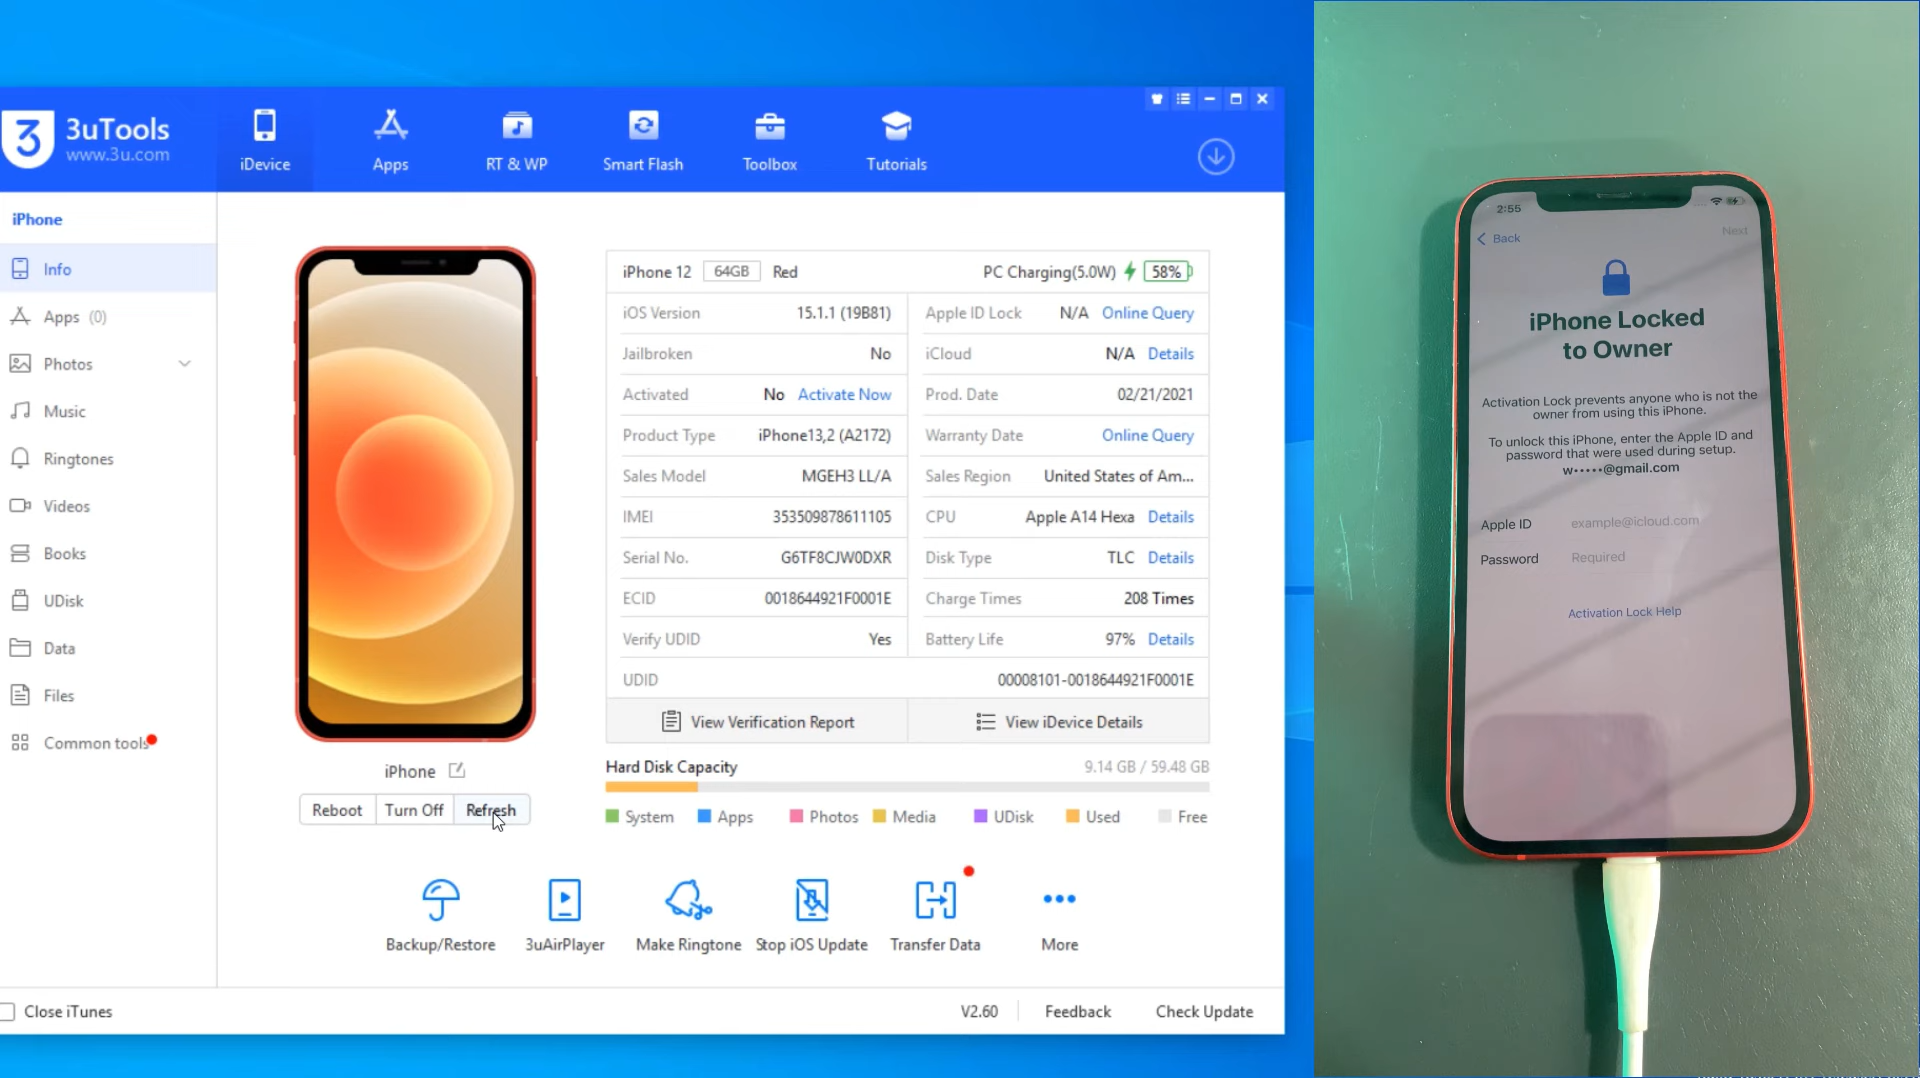 3uTools
www.3u.com
iDevice
Apps
RT & WP
Smart Flash
Toolbox
Tutorials
iPhone
Info
Apps (0)
Photos
Music
Ringtones
Videos
Books
UDisk
Data
Files
Common tools
iPhone
Reboot
Turn Off
Refresh
iPhone 12 64GB Red PC Charging(5.0W) 58%
iOS Version 15.1.1 (19B81) Apple ID Lock N/A Online Query
Jailbroken No iCloud N/A Details
Activated No Activate Now Prod. Date 02/21/2021
Product Type iPhone13,2 (A2172) Warranty Date Online Query
Sales Model MGEH3 LL/A Sales Region United States of Am...
IMEI 353509878611105 CPU Apple A14 Hexa Details
Serial No. G6TF8CJW0DXR Disk Type TLC Details
ECID 0018644921F0001E Charge Times 208 Times
Verify UDID Yes Battery Life 97% Details
UDID 00008101-0018644921F0001E
View Verification Report View iDevice Details
Hard Disk Capacity 9.14 GB / 59.48 GB
System Apps Photos Media UDisk Used Free
Backup/Restore
3uAirPlayer
Make Ringtone
Stop iOS Update
Transfer Data
More
Close iTunes
V2.60
Feedback
Check Update
2:55
Back
Next
iPhone Locked
to Owner
Activation Lock prevents anyone who is not the
owner from using this iPhone.
To unlock this iPhone, enter the Apple ID and
password that were used during setup.
w•••••@gmail.com
Apple ID example@icloud.com
Password Required
Activation Lock Help